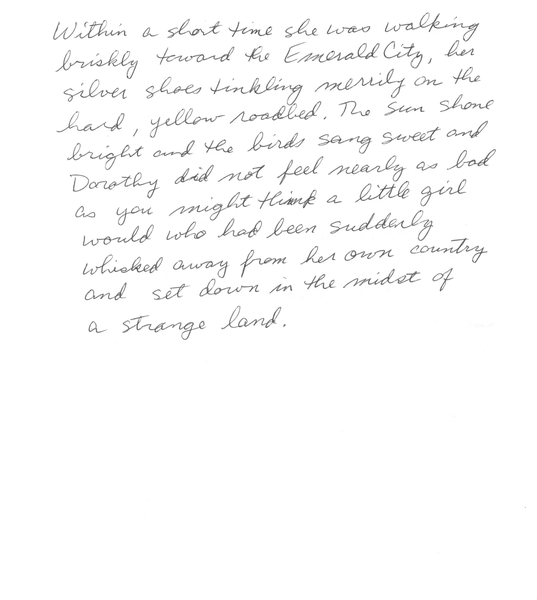 Within a short time she was walking
briskly toward the Emerald City, her
silver shoes tinkling merrily on the
hard, yellow roadbed. The sun shone
bright and the birds sang sweet and
Dorothy did not feel nearly as bad
as you might think a little girl
would who had been suddenly
whisked away from her own country
and set down in the midst of
a strange land.